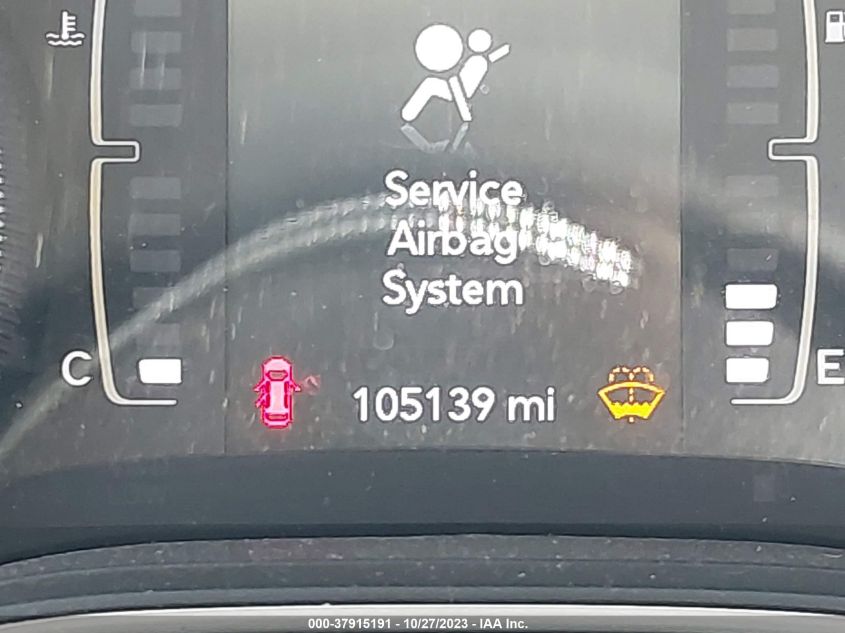 Service
Airbag
System
C
E
105139 mi
000-37915191 - 10/27/2023 - IAA Inc.